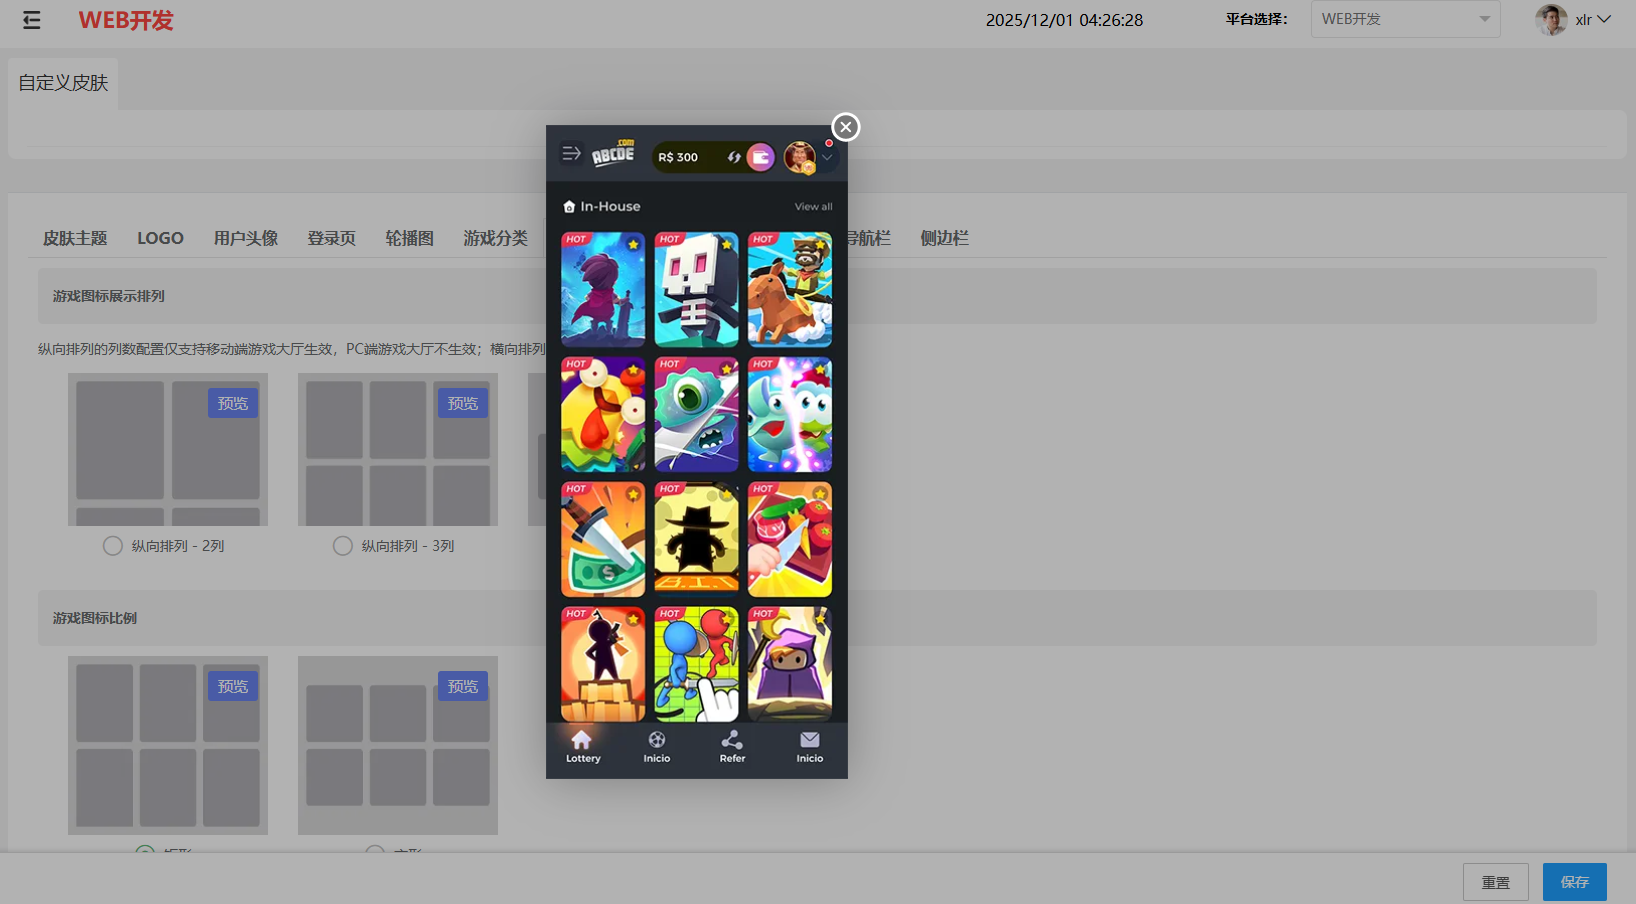 WEB开发
2025/12/01 04:26:28
平台选择：
WEB开发
xlr
自定义皮肤
.com
ABCDE
R$ 300
In-House
View all
皮肤主题
LOGO
用户头像
登录页
轮播图
游戏分类
导航栏
侧边栏
HOT
HOT
HOT
游戏图标展示排列
纵向排列的列数配置仅支持移动端游戏大厅生效，PC端游戏大厅不生效；横向排列
HOT
HOT
HOT
预览
预览
HOT
HOT
HOT
纵向排列 - 2列
纵向排列 - 3列
游戏图标比例
HOT
HOT
HOT
预览
预览
Lottery
Inicio
Refer
Inicio
重置
保存